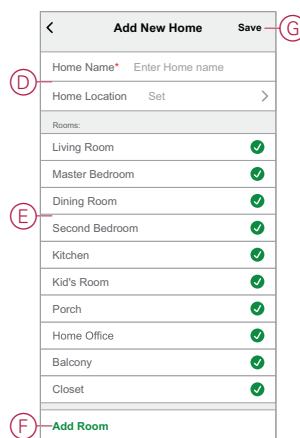 Add New Home Save G
D
Home Name* Enter Home name
Home Location Set
Rooms:
Living Room
Master Bedroom
Dining Room
E
Second Bedroom
Kitchen
Kid's Room
Porch
Home Office
Balcony
Closet
F Add Room